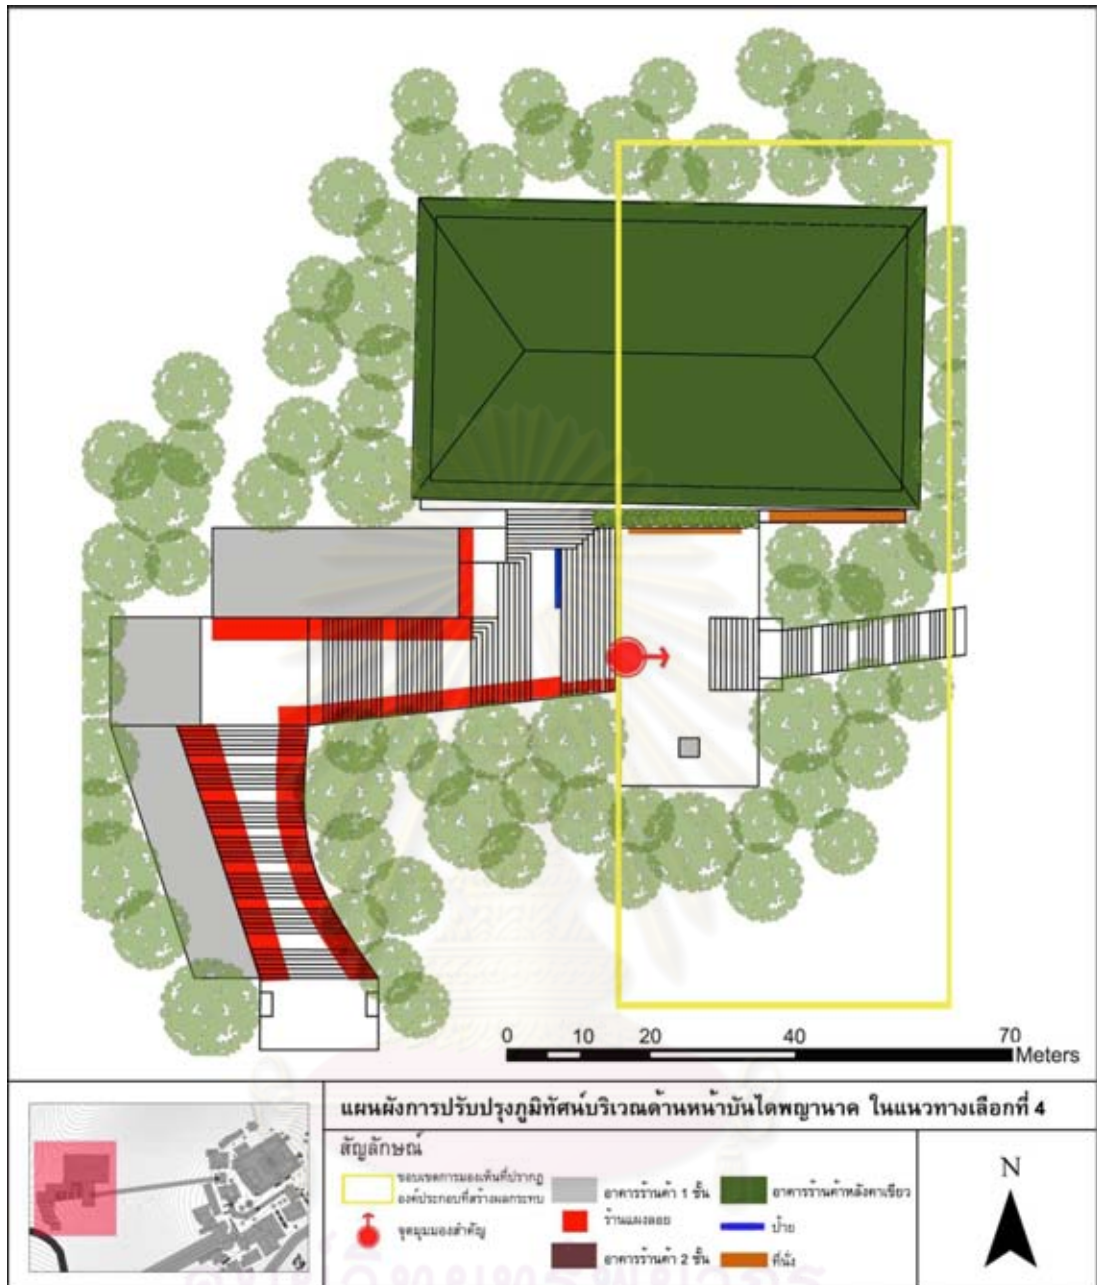 0 10 20 40 70
Meters
แผนผังการปรับปรุงภูมิทัศน์บริเวณด้านหน้าบันไดพญานาค ในแนวทางเลือกที่ 4
สัญลักษณ์
ขอบเขตการมองเห็นที่ปรากฏ
องค์ประกอบที่สร้างผลกระทบ
จุดมุมมองสำคัญ
อาคารร้านค้า 1 ชั้น
ร้านแผงลอย
อาคารร้านค้า 2 ชั้น
อาคารร้านค้าหลังคาเขียว
ป้าย
ที่นั่ง
N